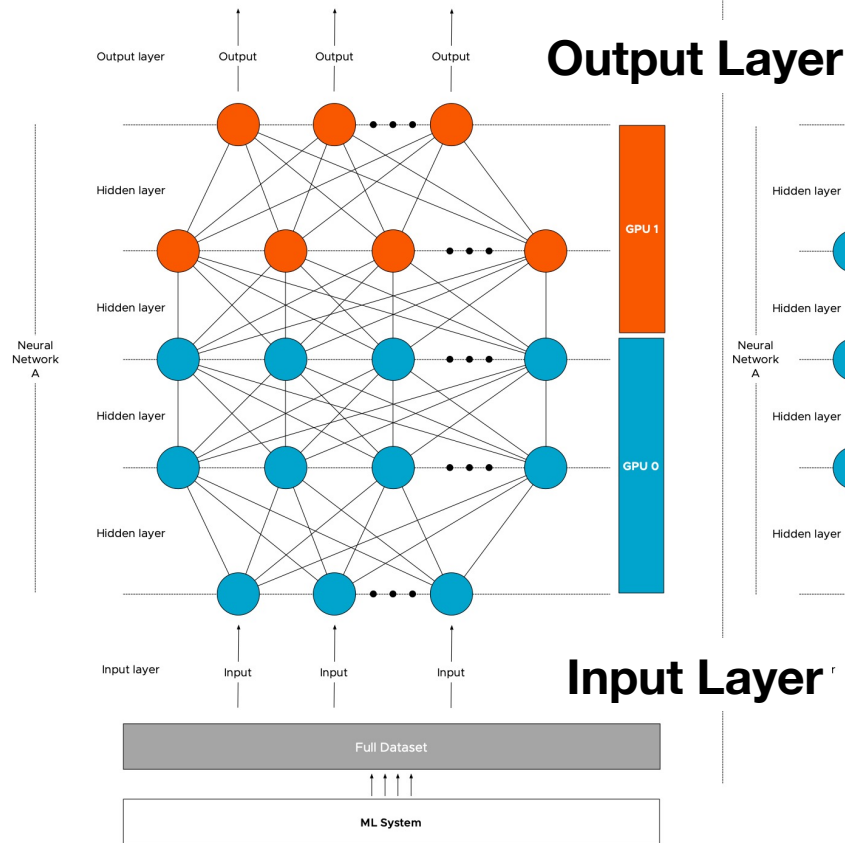 Output layer
Output
Output
Output
Output Layer
Hidden layer
Hidden layer
GPU 1
Hidden layer
Hidden layer
Neural
Network
A
Neural
Network
A
Hidden layer
Hidden layer
GPU 0
Hidden layer
Hidden layer
Input layer
Input
Input
Input
Input Layer
r
Full Dataset
ML System